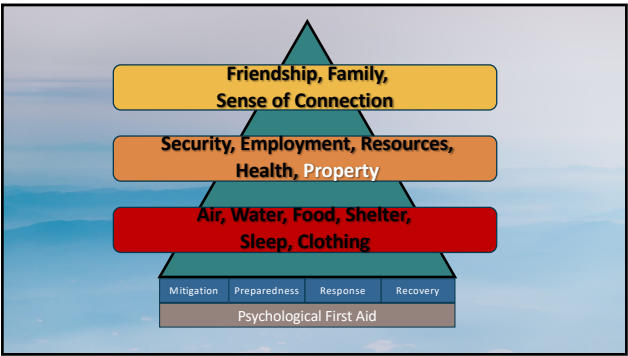 Friendship, Family,
Sense of Connection
Security, Employment, Resources,
Health, Property
Air, Water, Food, Shelter,
Sleep, Clothing
Mitigation Preparedness Response Recovery
Psychological First Aid